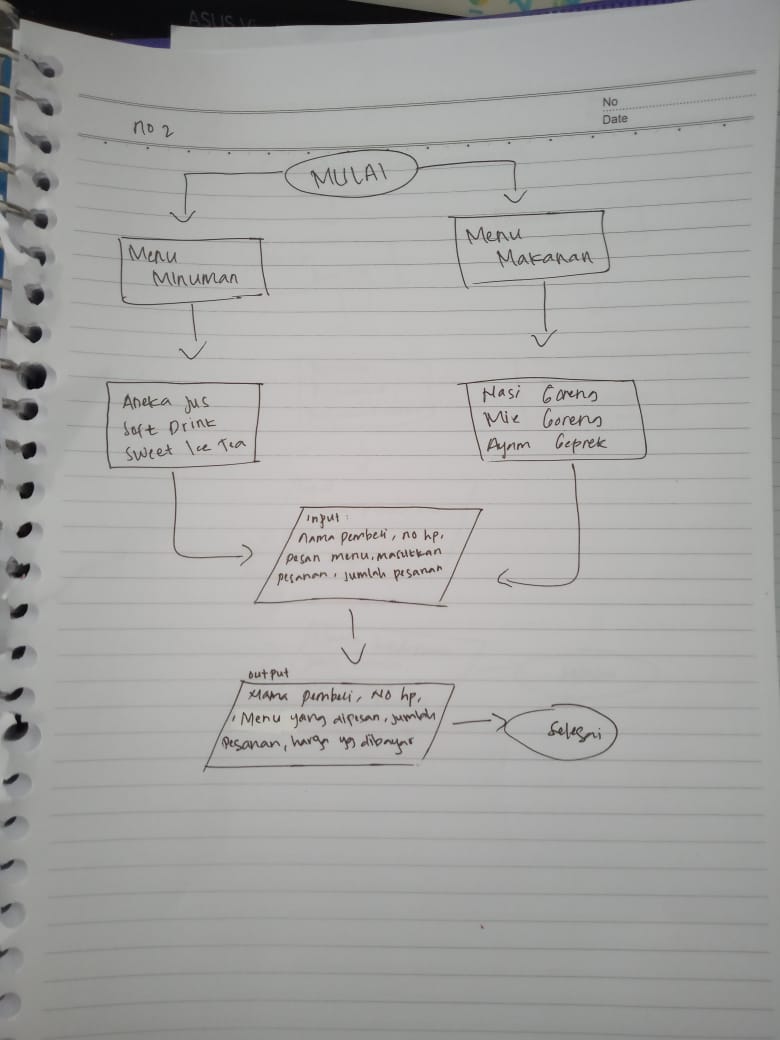 ASUS Vi
No
Date
no 2
MULAI
Menu
Minuman
Menu
Makanan
Aneka Jus
Soft Drink
Sweet Ice Tea
Nasi Goreng
Mie Goreng
Ayam Geprek
input :
nama pembeli, no hp,
pesan menu, masukkan
pesanan, jumlah pesanan
output
Nama pembeli, No hp,
, Menu yang dipesan, jumlah
pesanan, harga yg dibayar
Selesai